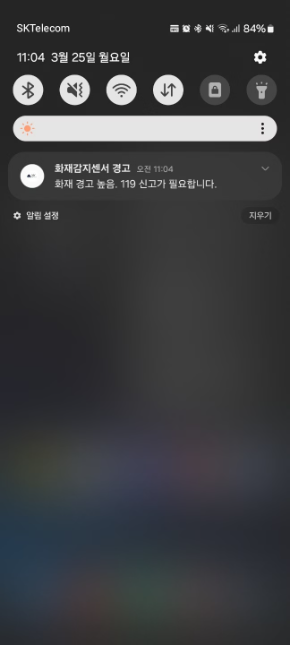 SKTelecom 84%
11:04 3월 25일 월요일
화재감지센서 경고 오전 11:04
화재 경고 높음. 119 신고가 필요합니다.
알림 설정 지우기